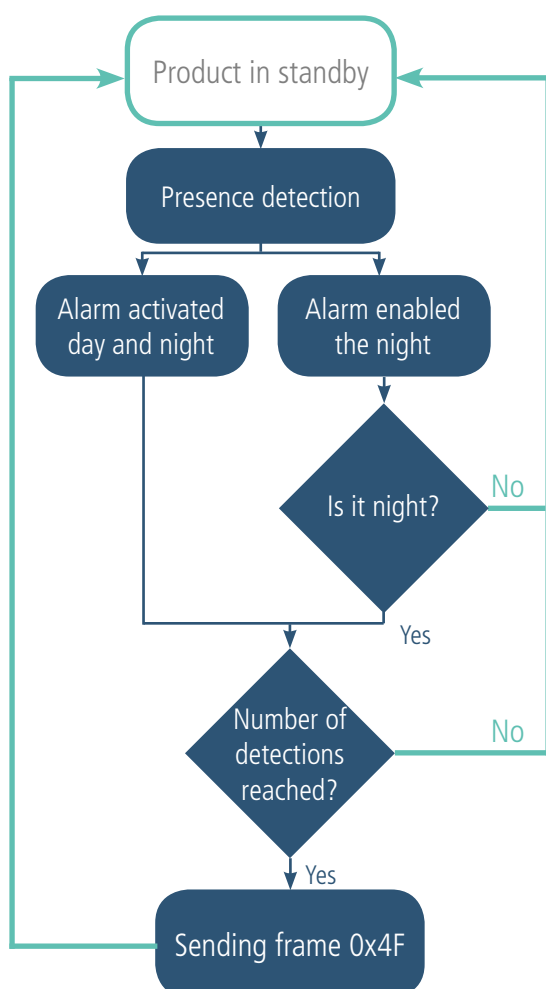 Product in standby
Presence detection
Alarm activated
day and night
Alarm enabled
the night
Is it night?
No
Yes
Number of
detections
reached?
No
Yes
Sending frame 0x4F